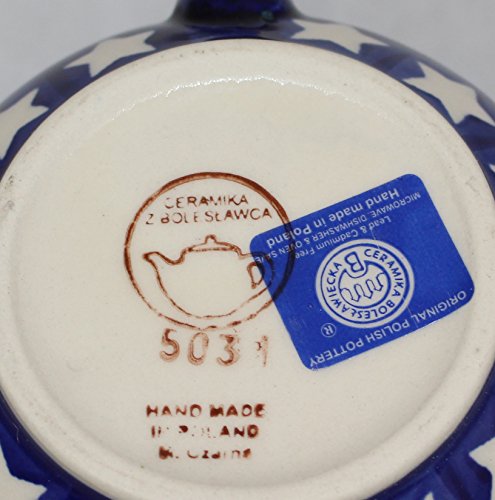 CERAMIKA
Z BOLESŁAWCA
HAND MADE
IN POLAND
M. Czarna
ORIGINAL POLISH POTTERY
®
CERAMIKA BOLESŁAWIECKA
B
Lead & Cadmium Free
MICROWAVE, DISHWASHER & OVEN SAFE
Hand made in Poland